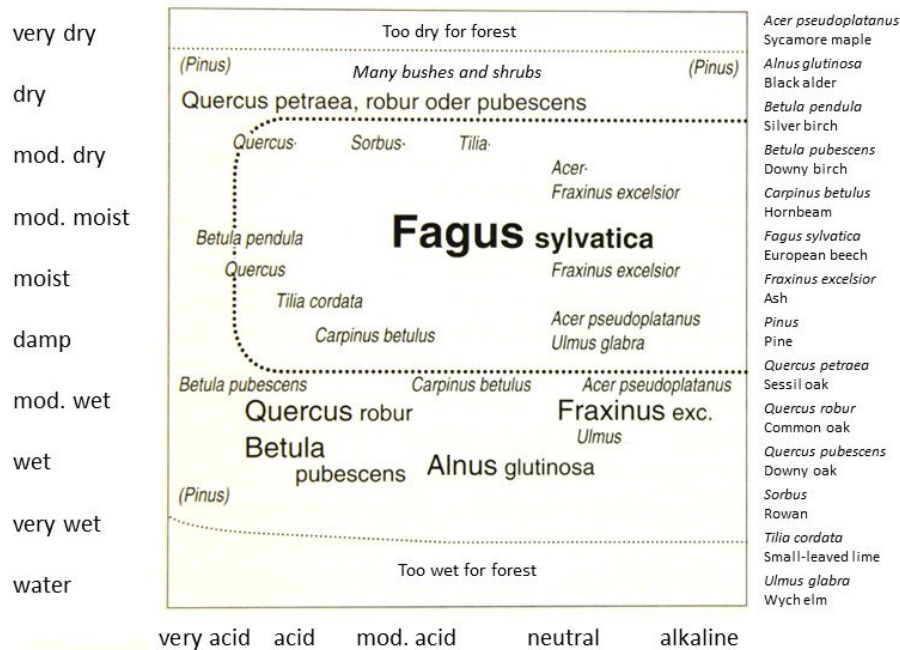 very dry
dry
mod. dry
mod. moist
moist
damp
mod. wet
wet
very wet
water
Too dry for forest
(Pinus)
Many bushes and shrubs
(Pinus)
Quercus petraea, robur oder pubescens
Quercus· Sorbus· Tilia·
Acer·
Fraxinus excelsior
Fagus sylvatica
Betula pendula
Quercus
Fraxinus excelsior
Tilia cordata
Carpinus betulus
Acer pseudoplatanus
Ulmus glabra
Betula pubescens Carpinus betulus Acer pseudoplatanus
Quercus robur
Fraxinus exc.
Ulmus
Betula
pubescens
Alnus glutinosa
(Pinus)
Too wet for forest
very acid acid mod. acid neutral alkaline
Acer pseudoplatanus
Sycamore maple
Alnus glutinosa
Black alder
Betula pendula
Silver birch
Betula pubescens
Downy birch
Carpinus betulus
Hornbeam
Fagus sylvatica
European beech
Fraxinus excelsior
Ash
Pinus
Pine
Quercus petraea
Sessil oak
Quercus robur
Common oak
Quercus pubescens
Downy oak
Sorbus
Rowan
Tilia cordata
Small-leaved lime
Ulmus glabra
Wych elm